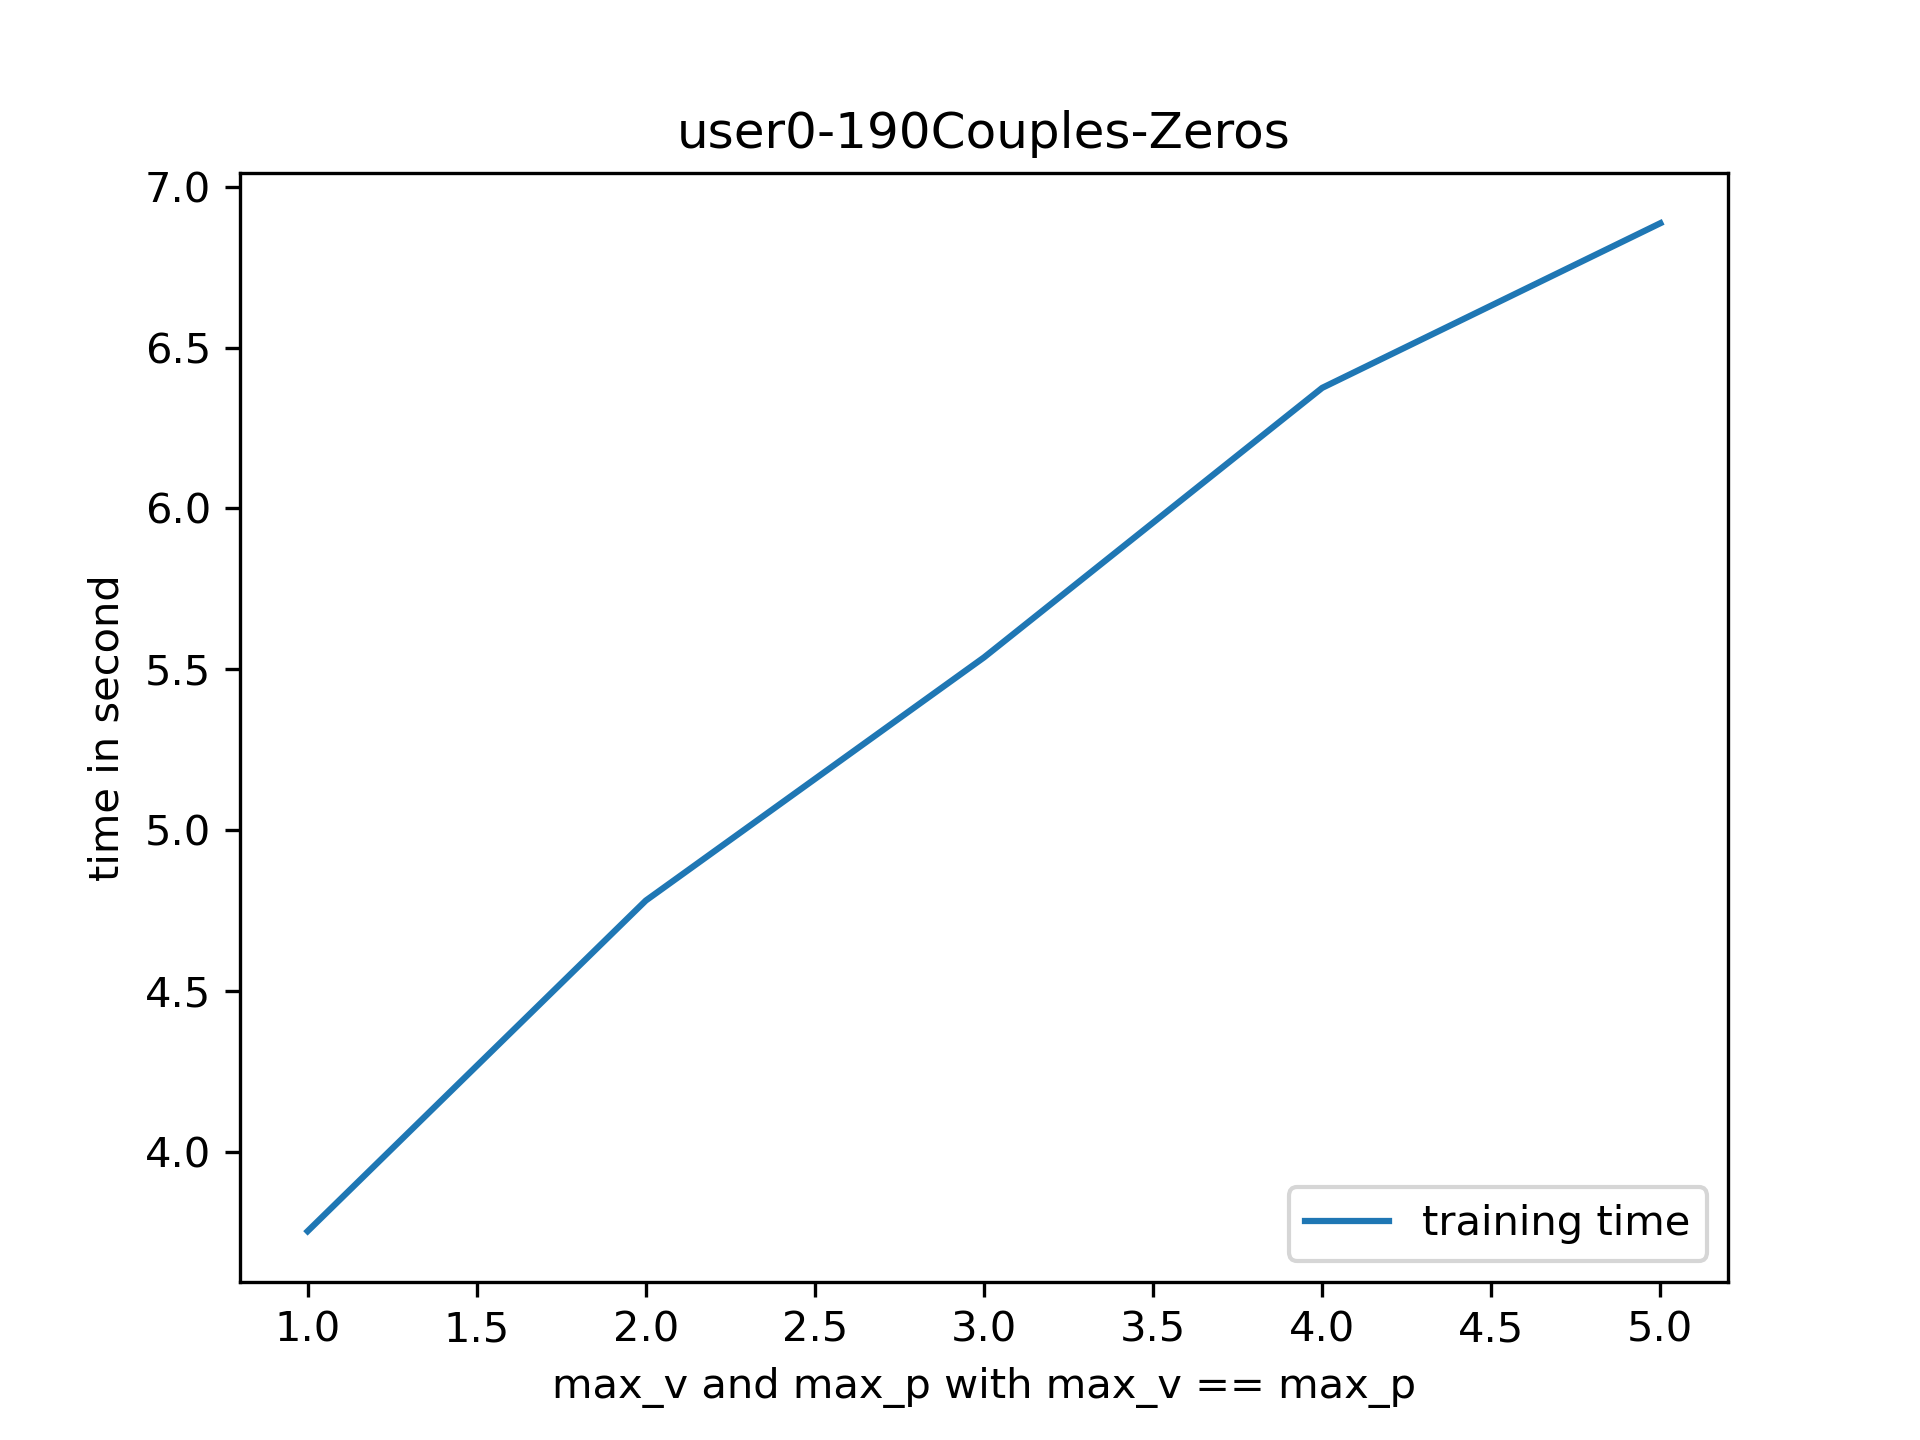 user0-190Couples-Zeros
7.0
6.5
6.0
5.5
5.0
4.5
4.0
time in second
training time
1.0 1.5 2.0 2.5 3.0 3.5 4.0 4.5 5.0
max_v and max_p with max_v == max_p